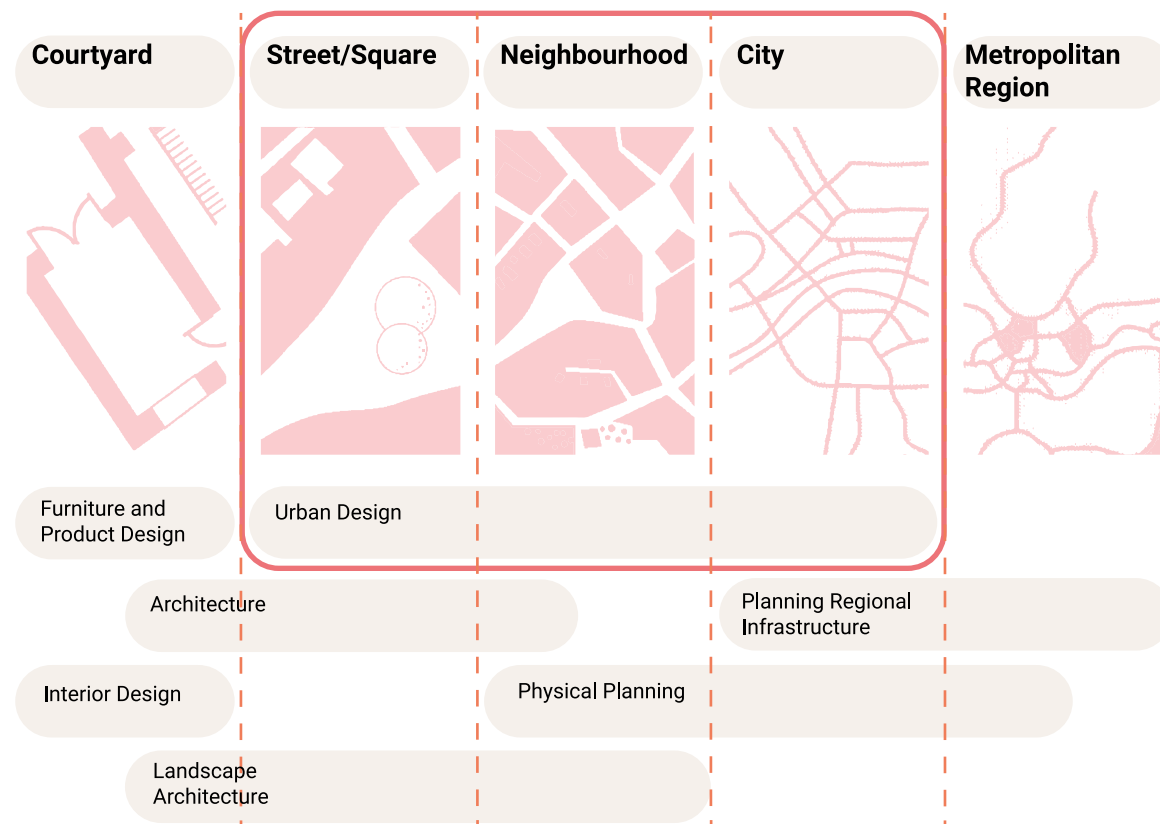 Courtyard
Street/Square
Neighbourhood
City
Metropolitan
Region
Furniture and
Product Design
Urban Design
Architecture
Planning Regional
Infrastructure
Interior Design
Physical Planning
Landscape
Architecture